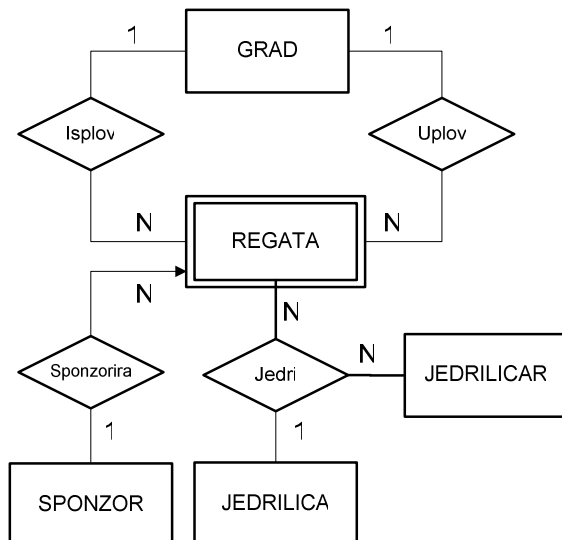 1
GRAD
1
Isplov
Uplov
N
REGATA
N
N
N
Sponzorira
Jedri
N
JEDRILICAR
1
1
SPONZOR
JEDRILICA